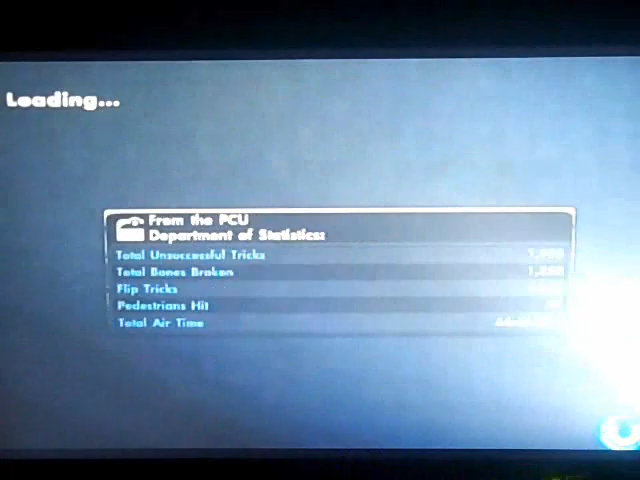 Loading...
From the PCU
Department of Statistics:
Total Unsuccessful Tricks
Total Bones Broken
Flip Tricks
Pedestrians Hit
Total Air Time